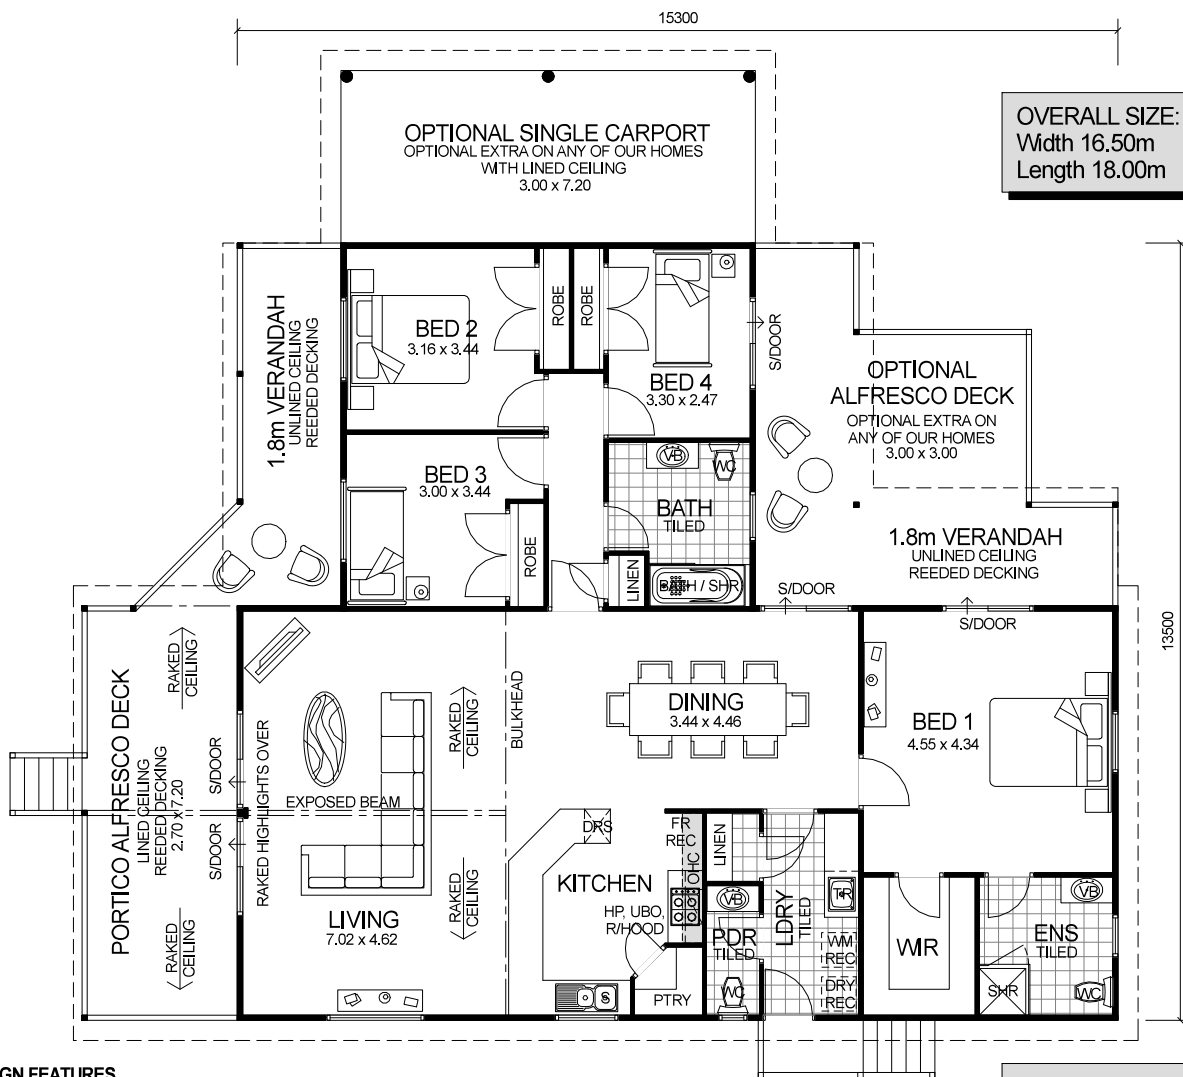 15300
OVERALL SIZE:
Width 16.50m
Length 18.00m
OPTIONAL SINGLE CARPORT
OPTIONAL EXTRA ON ANY OF OUR HOMES
WITH LINED CEILING
3.00 x 7.20
1.8m VERANDAH
UNLINED CEILING
REEDED DECKING
BED 2
3.16 x 3.44
ROBE
ROBE
BED 4
3.30 x 2.47
S/DOOR
OPTIONAL
ALFRESCO DECK
OPTIONAL EXTRA ON
ANY OF OUR HOMES
3.00 x 3.00
BED 3
3.00 x 3.44
ROBE
VB
WC
BATH
TILED
LINEN
BATH / SHR
1.8m VERANDAH
UNLINED CEILING
REEDED DECKING
S/DOOR
S/DOOR
13500
PORTICO ALFRESCO DECK
LINED CEILING
REEDED DECKING
2.70 x 7.20
RAKED
CEILING
RAKED
CEILING
S/DOOR
S/DOOR
RAKED HIGHLIGHTS OVER
EXPOSED BEAM
RAKED
CEILING
RAKED
CEILING
BULKHEAD
LIVING
7.02 x 4.62
DINING
3.44 x 4.46
BED 1
4.55 x 4.34
DRS
FR
REC
OHC
KITCHEN
HP, UBO,
R/HOOD
S
PTRY
LINEN
VB
PDR
TILED
WC
LDRY
TILED
TR
WM
REC
DRY
REC
WIR
VB
ENS
TILED
SHR
WC
GN FEATURES